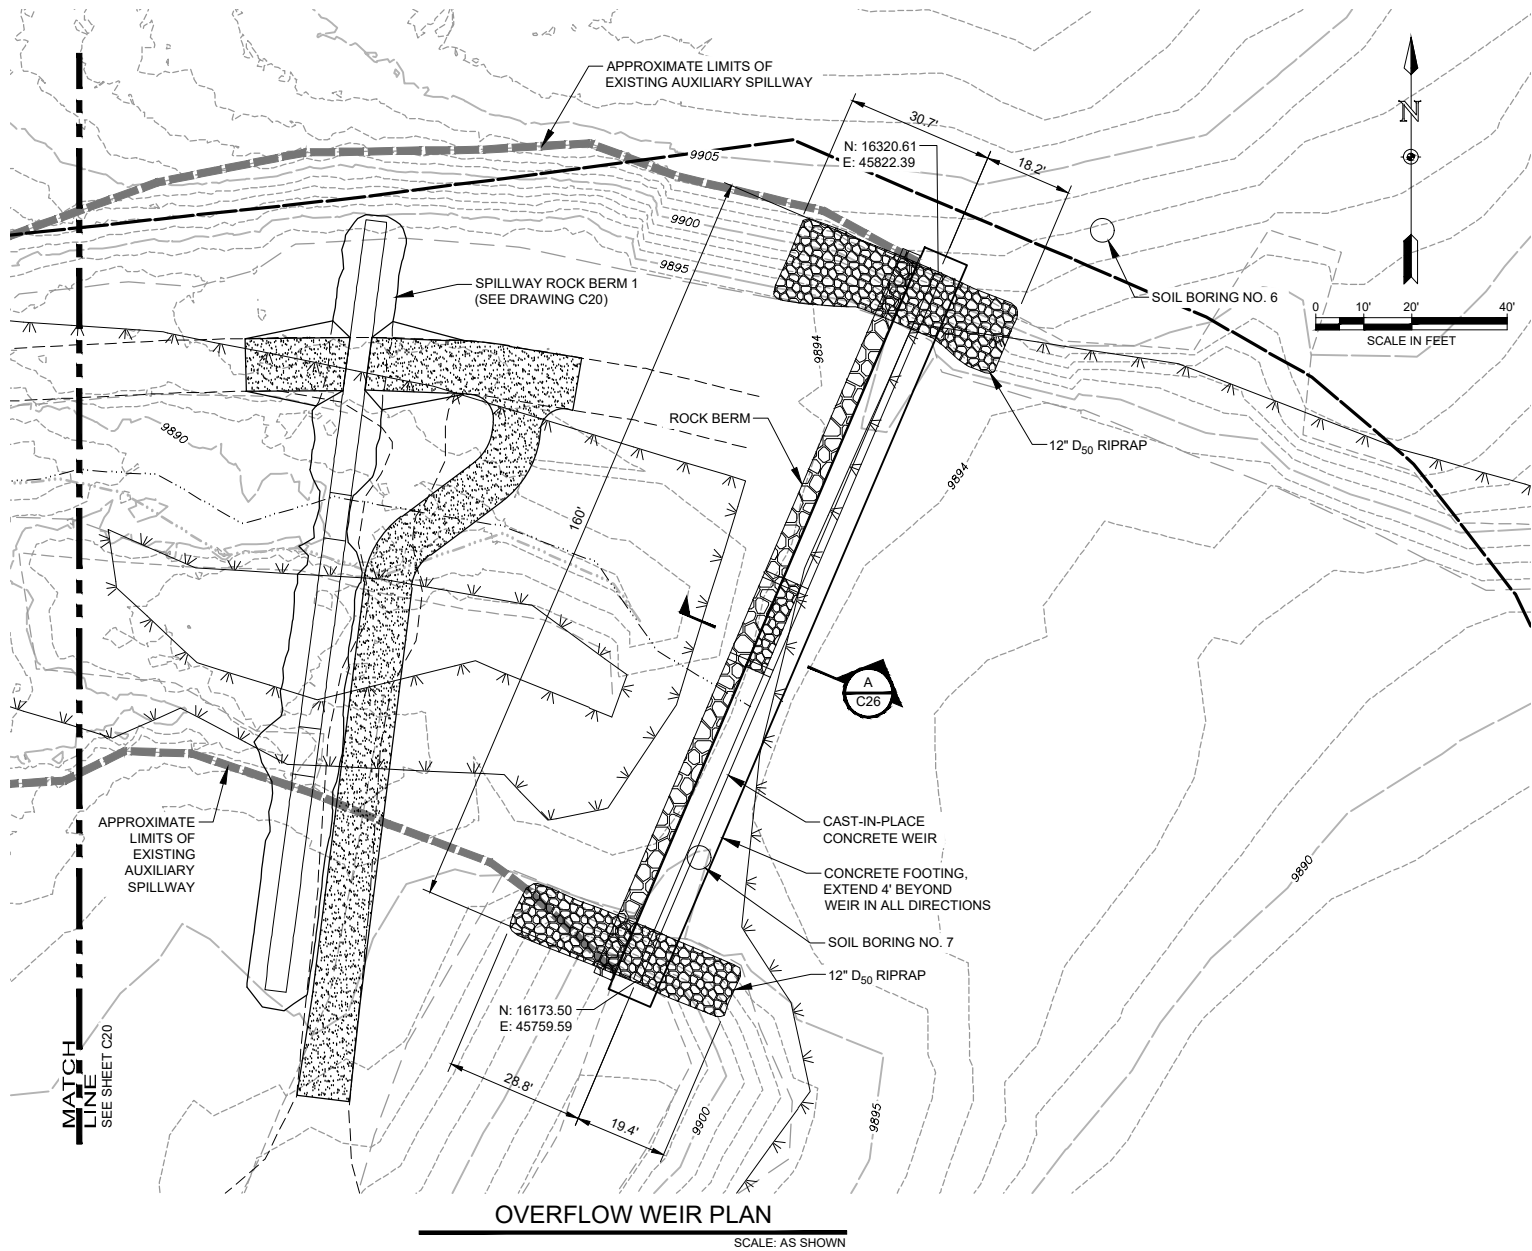 APPROXIMATE LIMITS OF
EXISTING AUXILIARY SPILLWAY
30.7'
N: 16320.61
E: 45822.39
18.2'
N
9905
9900
9895
SPILLWAY ROCK BERM 1
(SEE DRAWING C20)
SOIL BORING NO. 6
0 10' 20' 40'
SCALE IN FEET
9894
ROCK BERM
12" D50 RIPRAP
9890
9894
160'
A
C26
APPROXIMATE
LIMITS OF
EXISTING
AUXILIARY
SPILLWAY
CAST-IN-PLACE
CONCRETE WEIR
CONCRETE FOOTING,
EXTEND 4' BEYOND
WEIR IN ALL DIRECTIONS
9890
SOIL BORING NO. 7
12" D50 RIPRAP
N: 16173.50
E: 45759.59
MATCH
LINE
SEE SHEET C20
28.8'
19.4'
9900
9895
OVERFLOW WEIR PLAN
SCALE: AS SHOWN